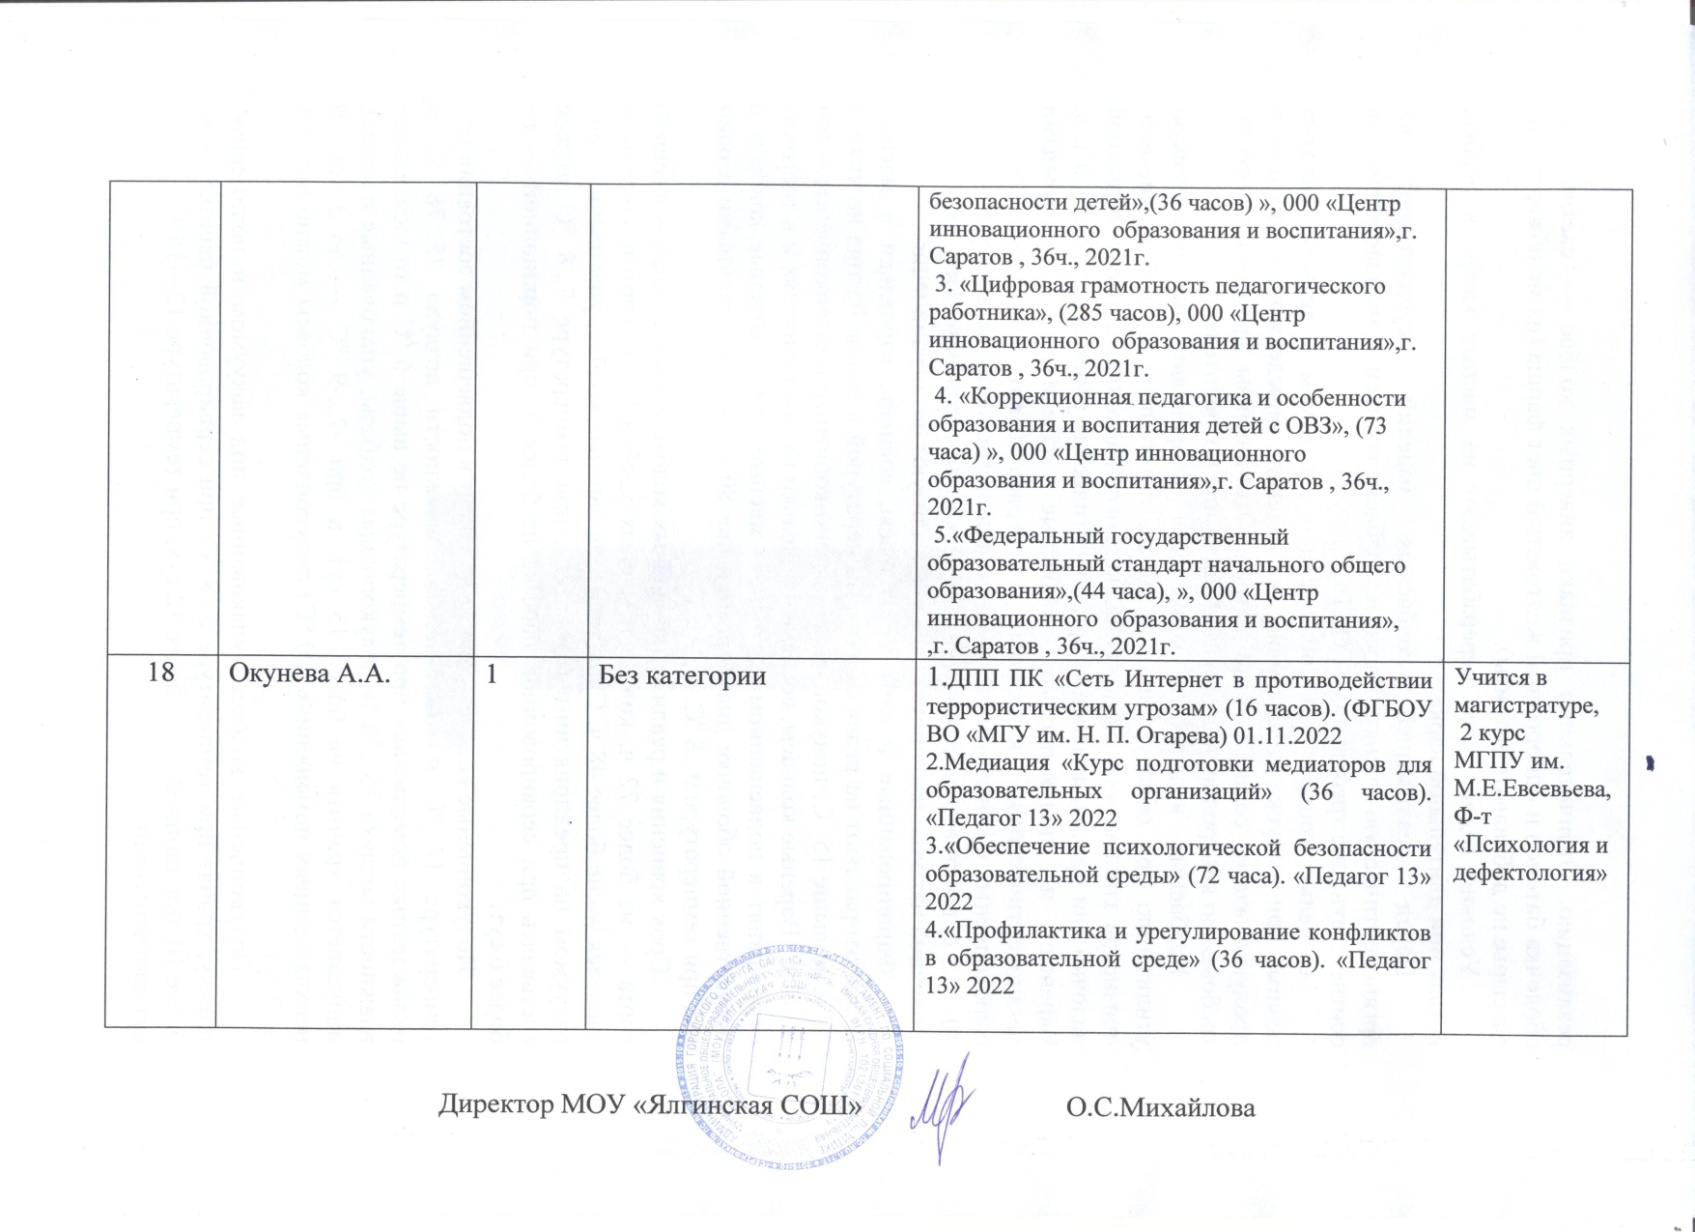 безопасности детей»,(36 часов) », 000 «Центр
инновационного образования и воспитания»,г.
Саратов , 36ч., 2021г.
3. «Цифровая грамотность педагогического
работника», (285 часов), 000 «Центр
инновационного образования и воспитания»,г.
Саратов , 36ч., 2021г.
4. «Коррекционная педагогика и особенности
образования и воспитания детей с ОВЗ», (73
часа) », 000 «Центр инновационного
образования и воспитания»,г. Саратов , 36ч.,
2021г.
5.«Федеральный государственный
образовательный стандарт начального общего
образования»,(44 часа), », 000 «Центр
инновационного образования и воспитания»,
,г. Саратов , 36ч., 2021г.
18
Окунева А.А.
1
Без категории
1.ДПП ПК «Сеть Интернет в противодействии
террористическим угрозам» (16 часов). (ФГБОУ
ВО «МГУ им. Н. П. Огарева) 01.11.2022
2.Медиация «Курс подготовки медиаторов для
образовательных организаций» (36 часов).
«Педагог 13» 2022
3.«Обеспечение психологической безопасности
образовательной среды» (72 часа). «Педагог 13»
2022
4.«Профилактика и урегулирование конфликтов
в образовательной среде» (36 часов). «Педагог
13» 2022
Учится в
магистратуре,
2 курс
МГПУ им.
М.Е.Евсевьева,
Ф-т
«Психология и
дефектология»
Директор МОУ «Ялгинская СОШ»
О.С.Михайлова